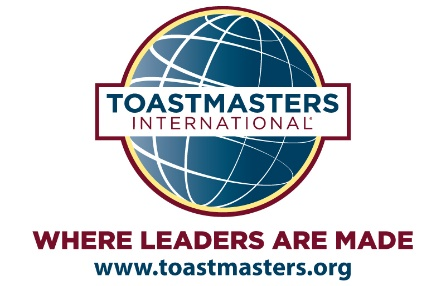 TOASTMASTERS
INTERNATIONAL®
WHERE LEADERS ARE MADE
www.toastmasters.org